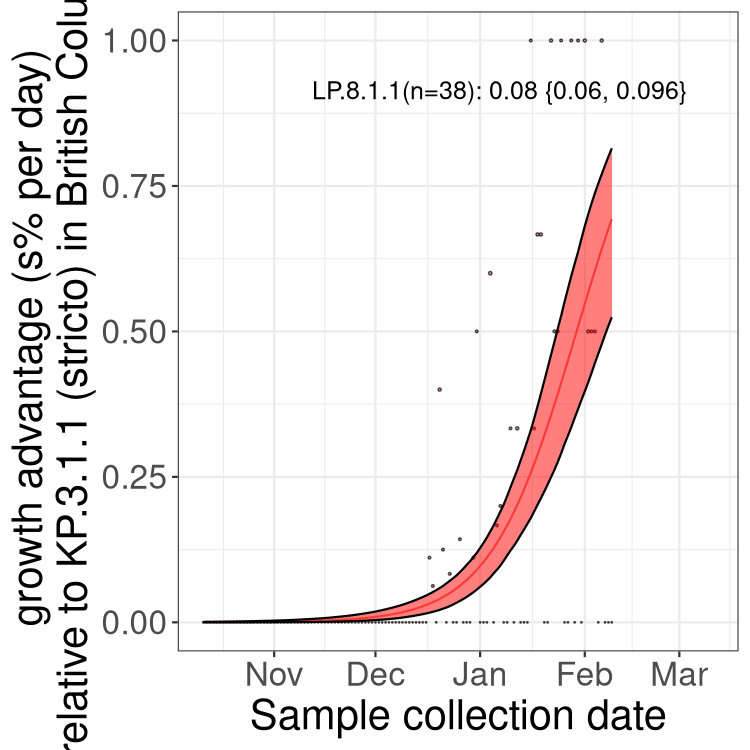 growth advantage (s% per day)
relative to KP.3.1.1 (stricto) in British Colu
1.00
0.75
0.50
0.25
0.00
LP.8.1.1(n=38): 0.08 {0.06, 0.096}
Nov Dec Jan Feb Mar
Sample collection date